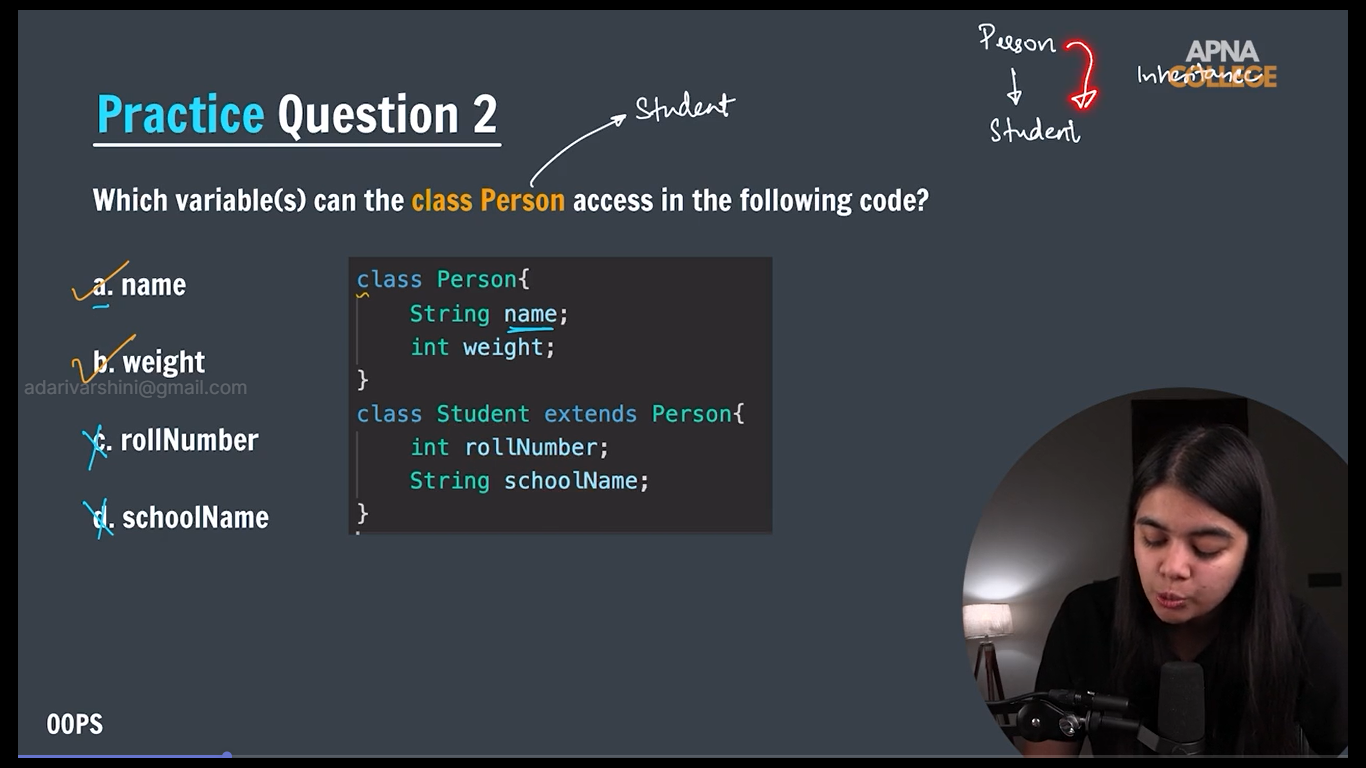 Person
APNA
COLLEGE
Inheritance
Student
Practice Question 2
Student
Which variable(s) can the class Person access in the following code?
a. name
b. weight
c. rollNumber
d. schoolName
class Person{
String name;
int weight;
}
class Student extends Person{
int rollNumber;
String schoolName;
}
adarivarshini@gmail.com
OOPS